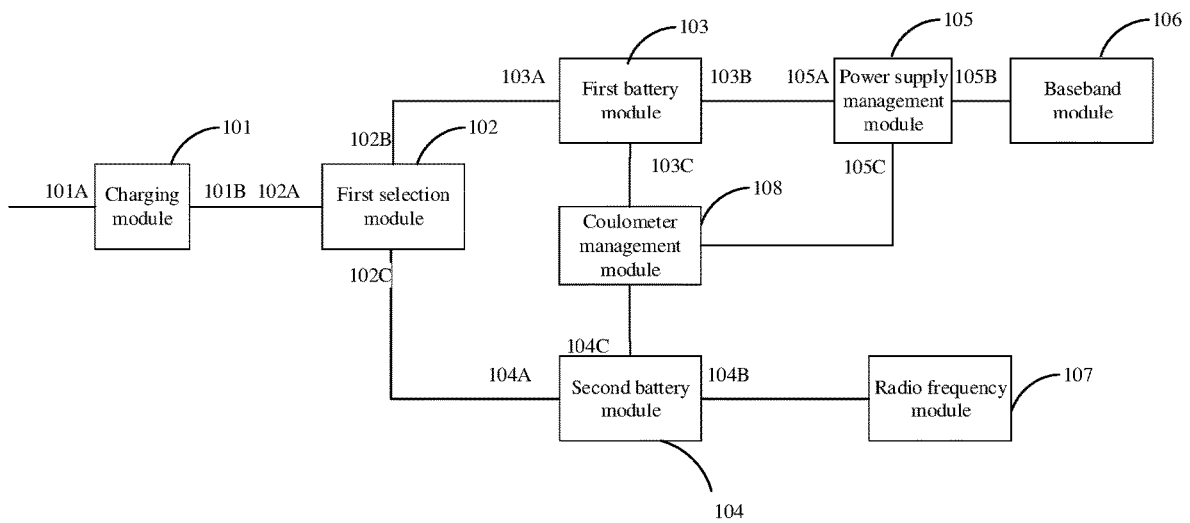 103
105
106
103A
First battery
module
103B
105A
Power supply
management
module
105B
Baseband
module
101
102
102B
103C
105C
101A
Charging
module
101B
102A
First selection
module
108
Coulometer
management
module
102C
104C
104A
Second battery
module
104B
Radio frequency
module
107
104